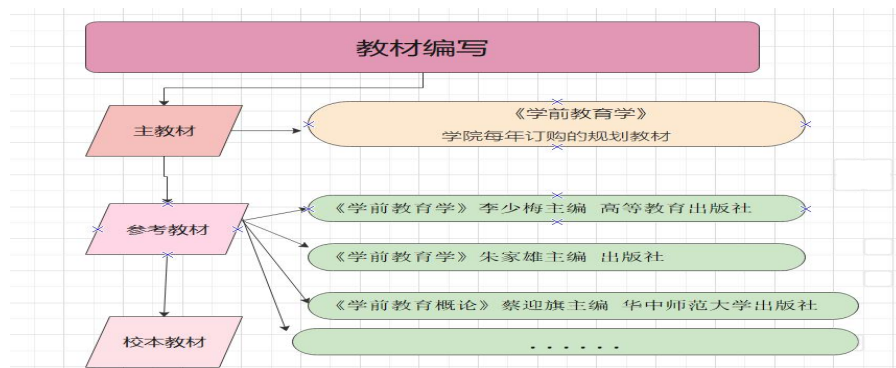 教材编写
主教材
《学前教育学》
学院每年订购的规划教材
参考教材
《学前教育学》李少梅主编 高等教育出版社
《学前教育学》朱家雄主编 出版社
《学前教育概论》蔡迎旗主编 华中师范大学出版社
......
校本教材